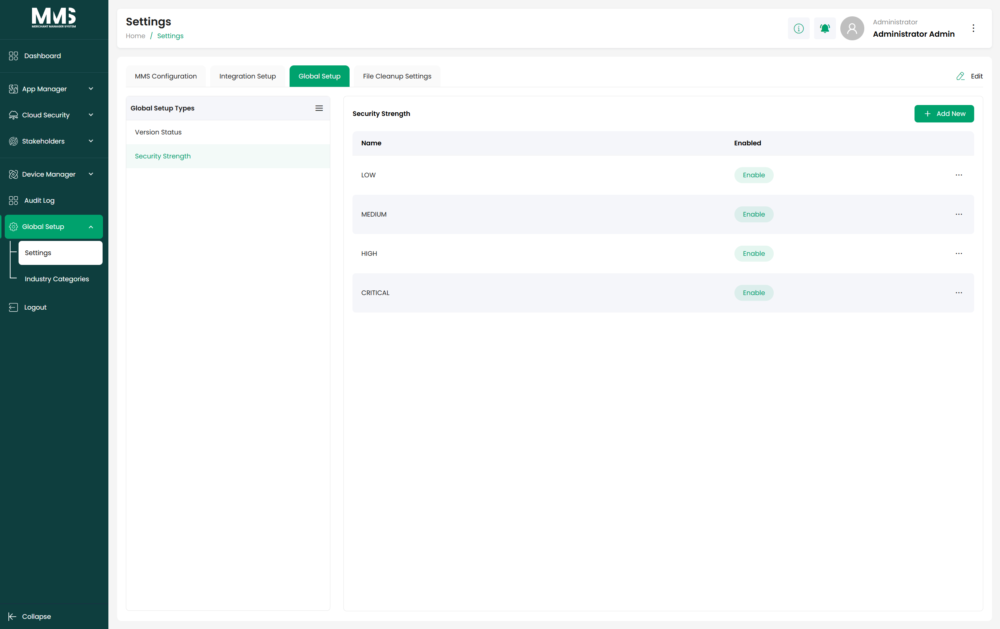 MMS
MERCHANT MANAGER SYSTEM
Dashboard
App Manager
Cloud Security
Stakeholders
Device Manager
Audit Log
Global Setup
Settings
Industry Categories
Logout
Collapse
Settings
Home / Settings
Administrator
Administrator Admin
MMS Configuration
Integration Setup
Global Setup
File Cleanup Settings
Edit
Global Setup Types
Version Status
Security Strength
Security Strength
+ Add New
Name Enabled
LOW Enable ...
MEDIUM Enable ...
HIGH Enable ...
CRITICAL Enable ...